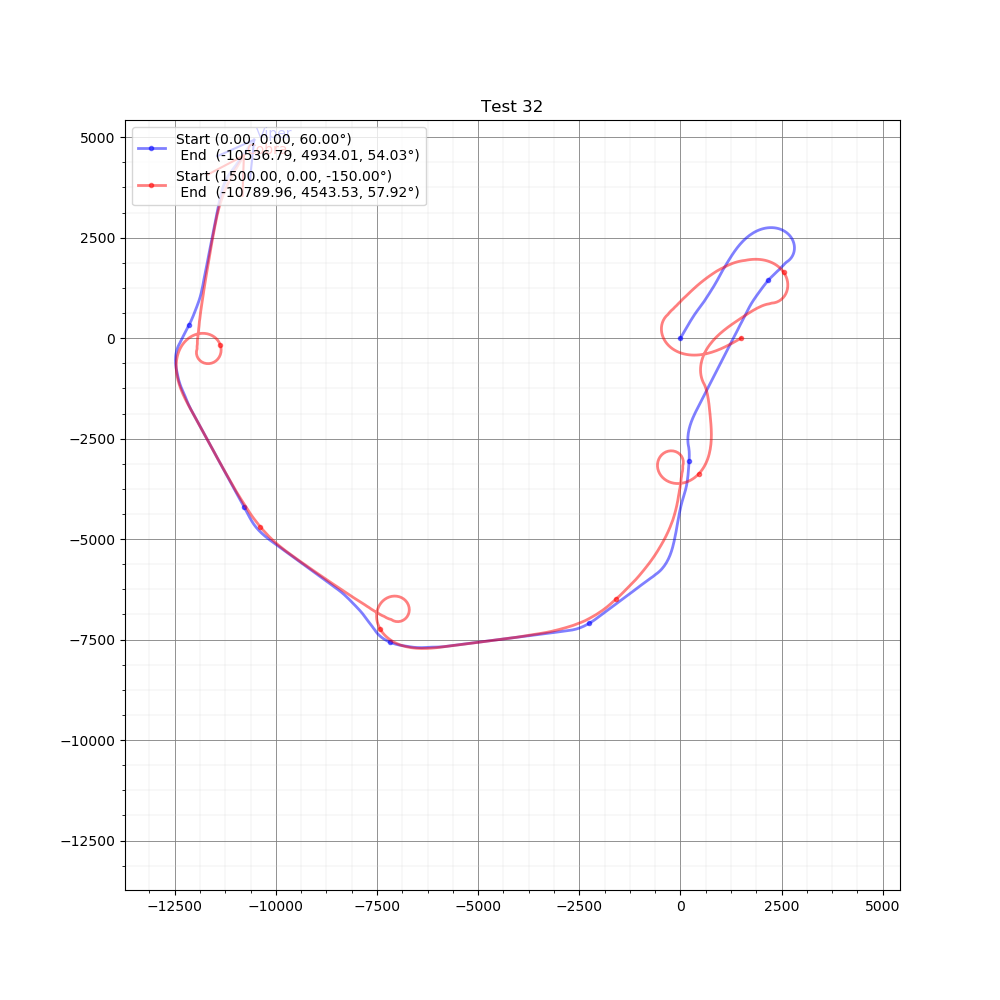 Test 32
Viper
Start (0.00, 0.00, 60.00°)
End (-10536.79, 4934.01, 54.03°)
Start (1500.00, 0.00, -150.00°)
End (-10789.96, 4543.53, 57.92°)
5000
2500
0
−2500
−5000
−7500
−10000
−12500
−12500 −10000 −7500 −5000 −2500 0 2500 5000